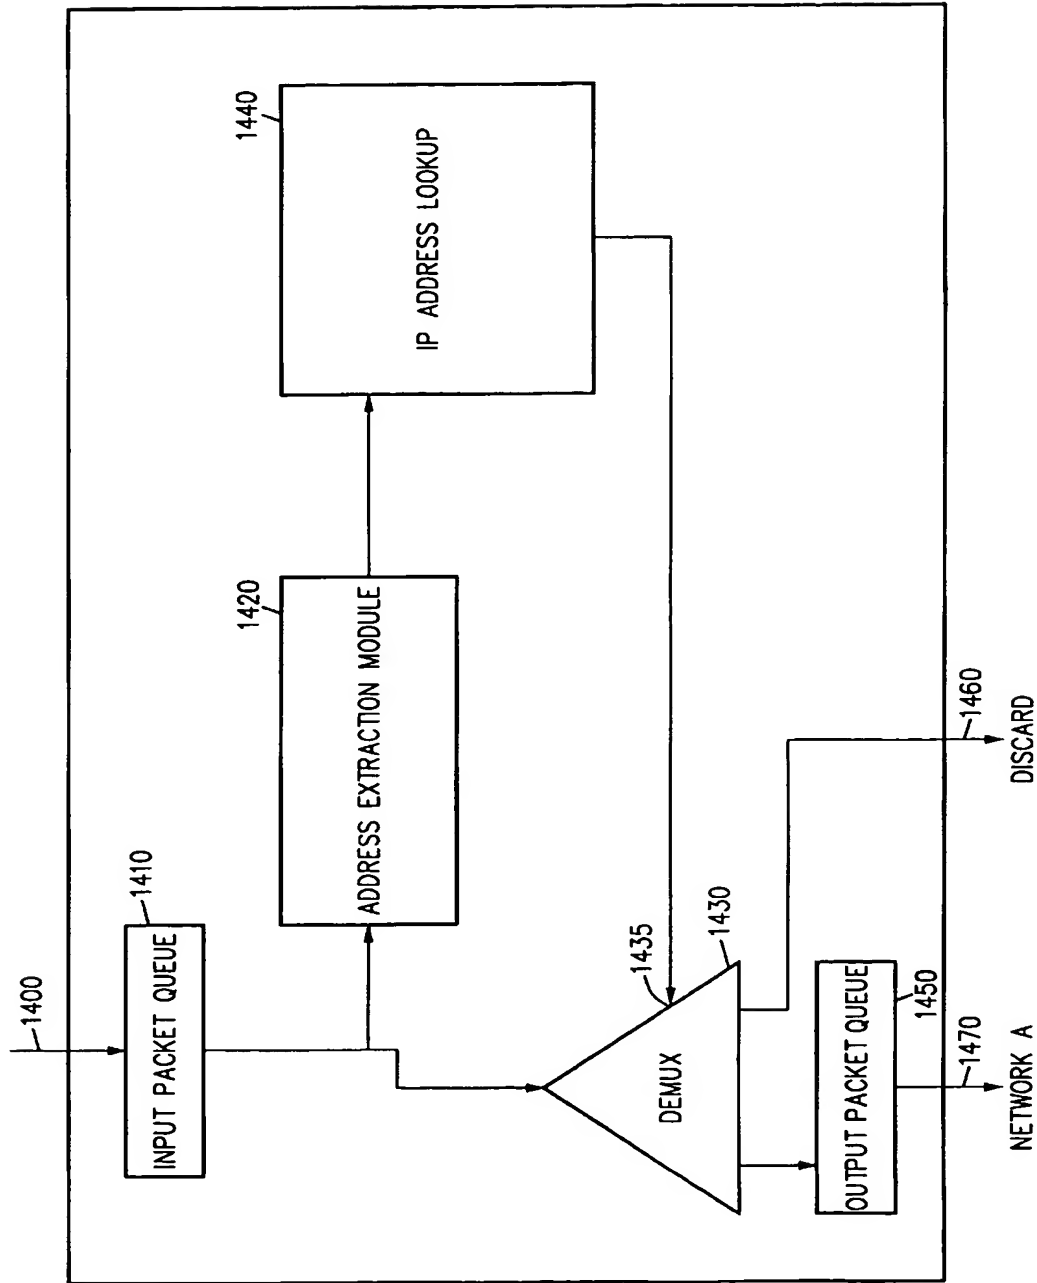 1400
1410
INPUT PACKET QUEUE
1420
ADDRESS EXTRACTION MODULE
1440
IP ADDRESS LOOKUP
1435
DEMUX
1430
OUTPUT PACKET QUEUE
1450
1460
DISCARD
1470
NETWORK A